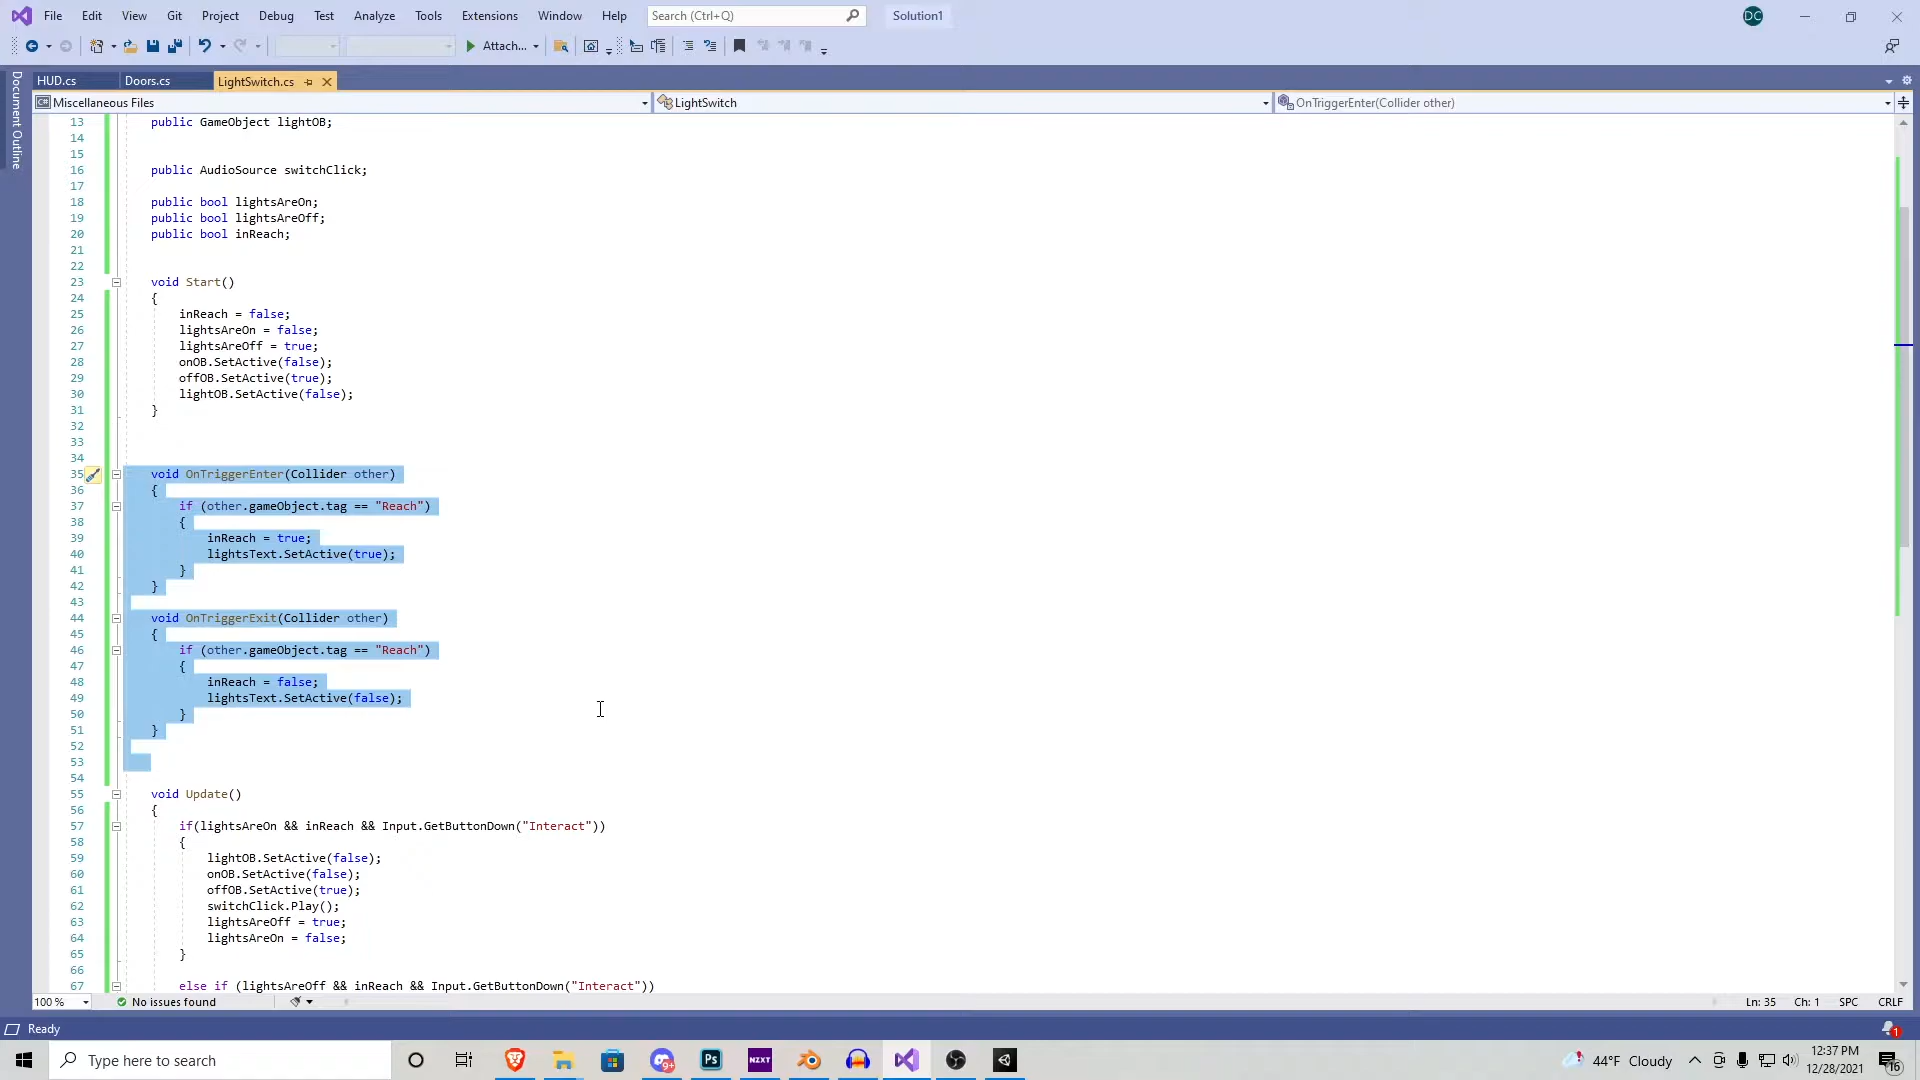 File Edit View Git Project Debug Test Analyze Tools Extensions Window Help Search (Ctrl+Q) Solution1 DC
Attach...
HUD.cs Doors.cs LightSwitch.cs
Document Outline
Miscellaneous Files LightSwitch OnTriggerEnter(Collider other)
13 public GameObject lightOB;
14
15
16 public AudioSource switchClick;
17
18 public bool lightsAreOn;
19 public bool lightsAreOff;
20 public bool inReach;
21
22
23 void Start()
24 {
25 inReach = false;
26 lightsAreOn = false;
27 lightsAreOff = true;
28 onOB.SetActive(false);
29 offOB.SetActive(true);
30 lightOB.SetActive(false);
31 }
32
33
34
35 void OnTriggerEnter(Collider other)
36 {
37 if (other.gameObject.tag == "Reach")
38 {
39 inReach = true;
40 lightsText.SetActive(true);
41 }
42 }
43
44 void OnTriggerExit(Collider other)
45 {
46 if (other.gameObject.tag == "Reach")
47 {
48 inReach = false;
49 lightsText.SetActive(false);
50 }
51 }
52
53
54
55 void Update()
56 {
57 if(lightsAreOn && inReach && Input.GetButtonDown("Interact"))
58 {
59 lightOB.SetActive(false);
60 onOB.SetActive(false);
61 offOB.SetActive(true);
62 switchClick.Play();
63 lightsAreOff = true;
64 lightsAreOn = false;
65 }
66
67 else if (lightsAreOff && inReach && Input.GetButtonDown("Interact"))
100 % No issues found Ln: 35 Ch: 1 SPC CRLF
Ready 1
Type here to search 9+ Ps NZXT 44°F Cloudy 12:37 PM
12/28/2021 16